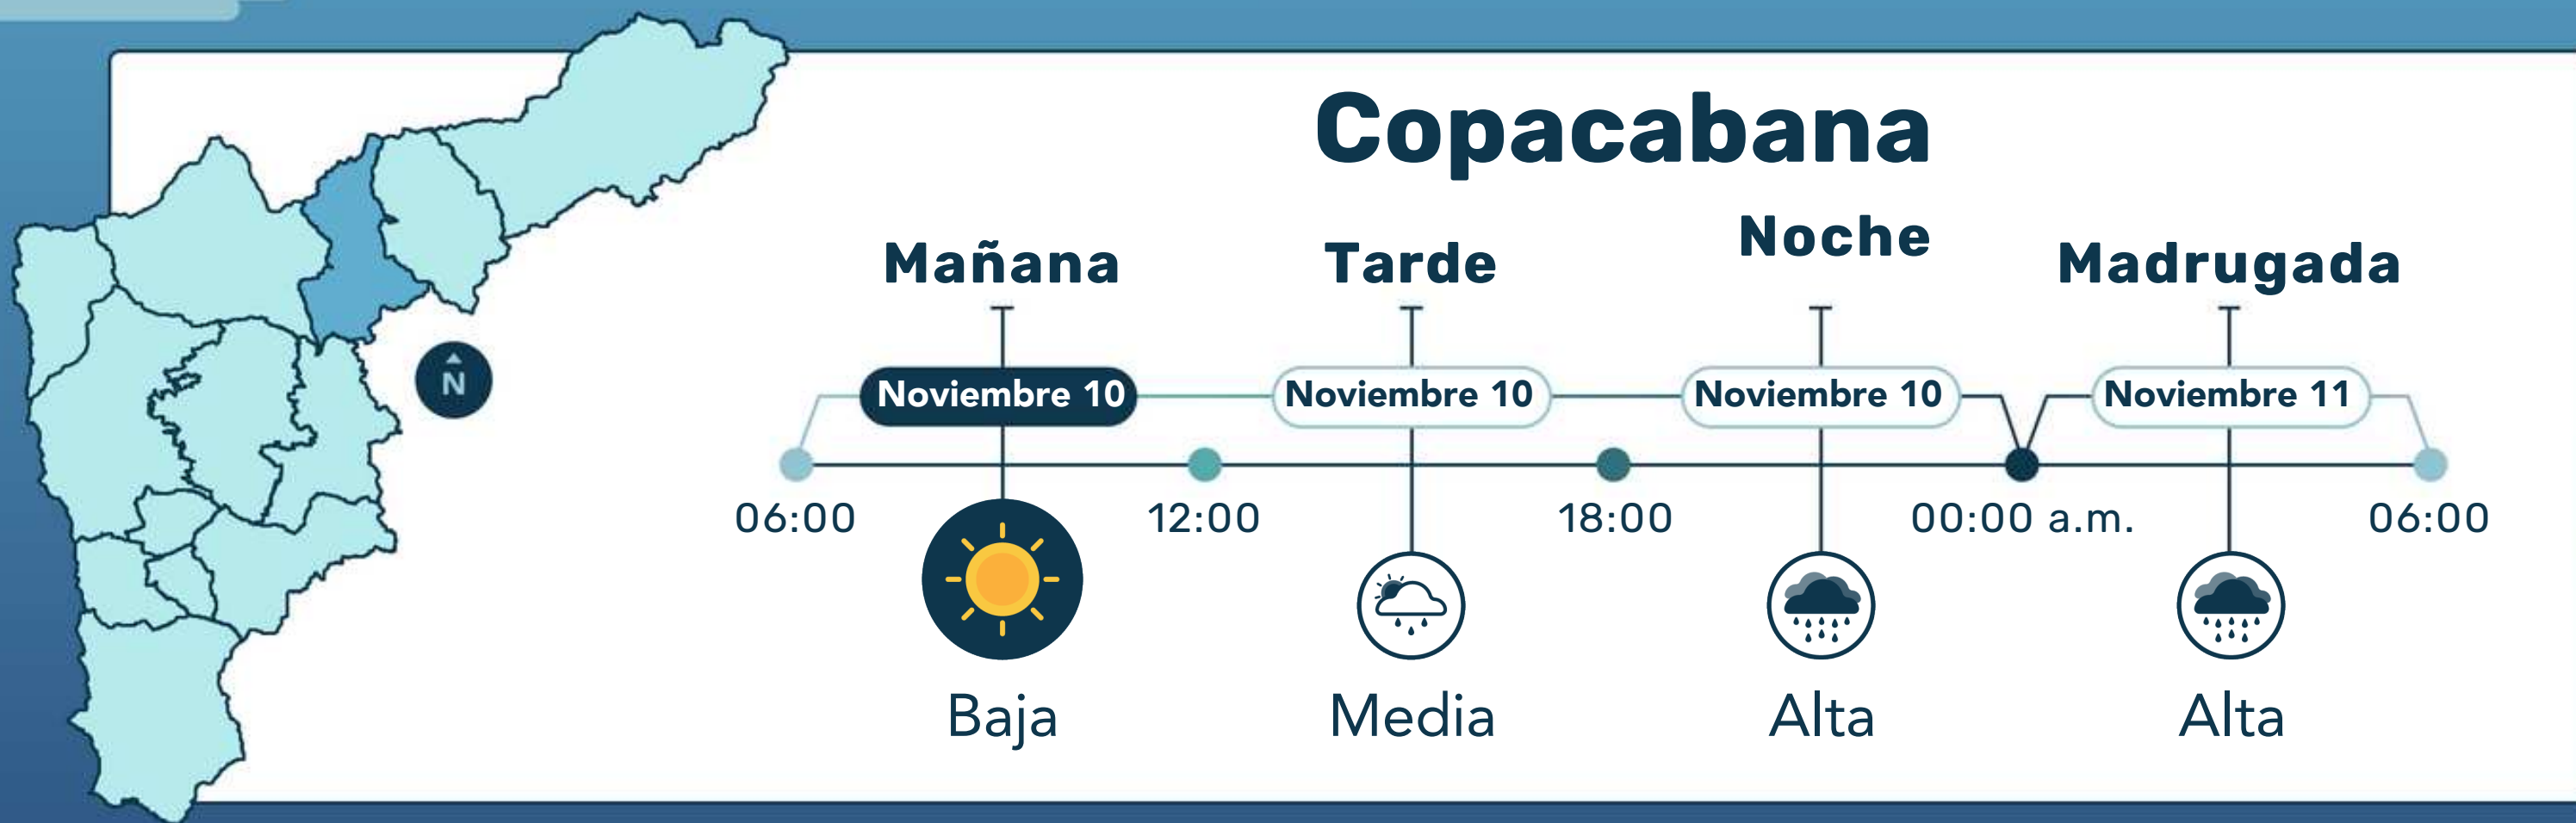 Copacabana
Mañana
Tarde
Noche
Madrugada
N
Noviembre 10
Noviembre 10
Noviembre 10
Noviembre 11
06:00
12:00
18:00
00:00 a.m.
06:00
Baja
Media
Alta
Alta